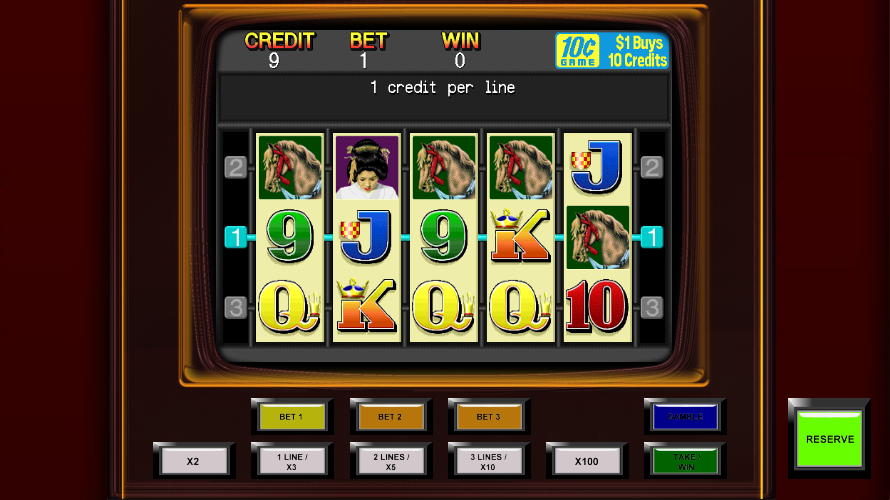 CREDIT BET WIN
9 1 0
10¢ GAME $1 Buys 10 Credits
1 credit per line
2 J 2
1 9 J 9 K 1
3 Q K Q Q 10 3
BET 1 BET 2 BET 3 GAMBLE
X2 1 LINE / X3 2 LINES / X5 3 LINES / X10 X100 TAKE / WIN
RESERVE